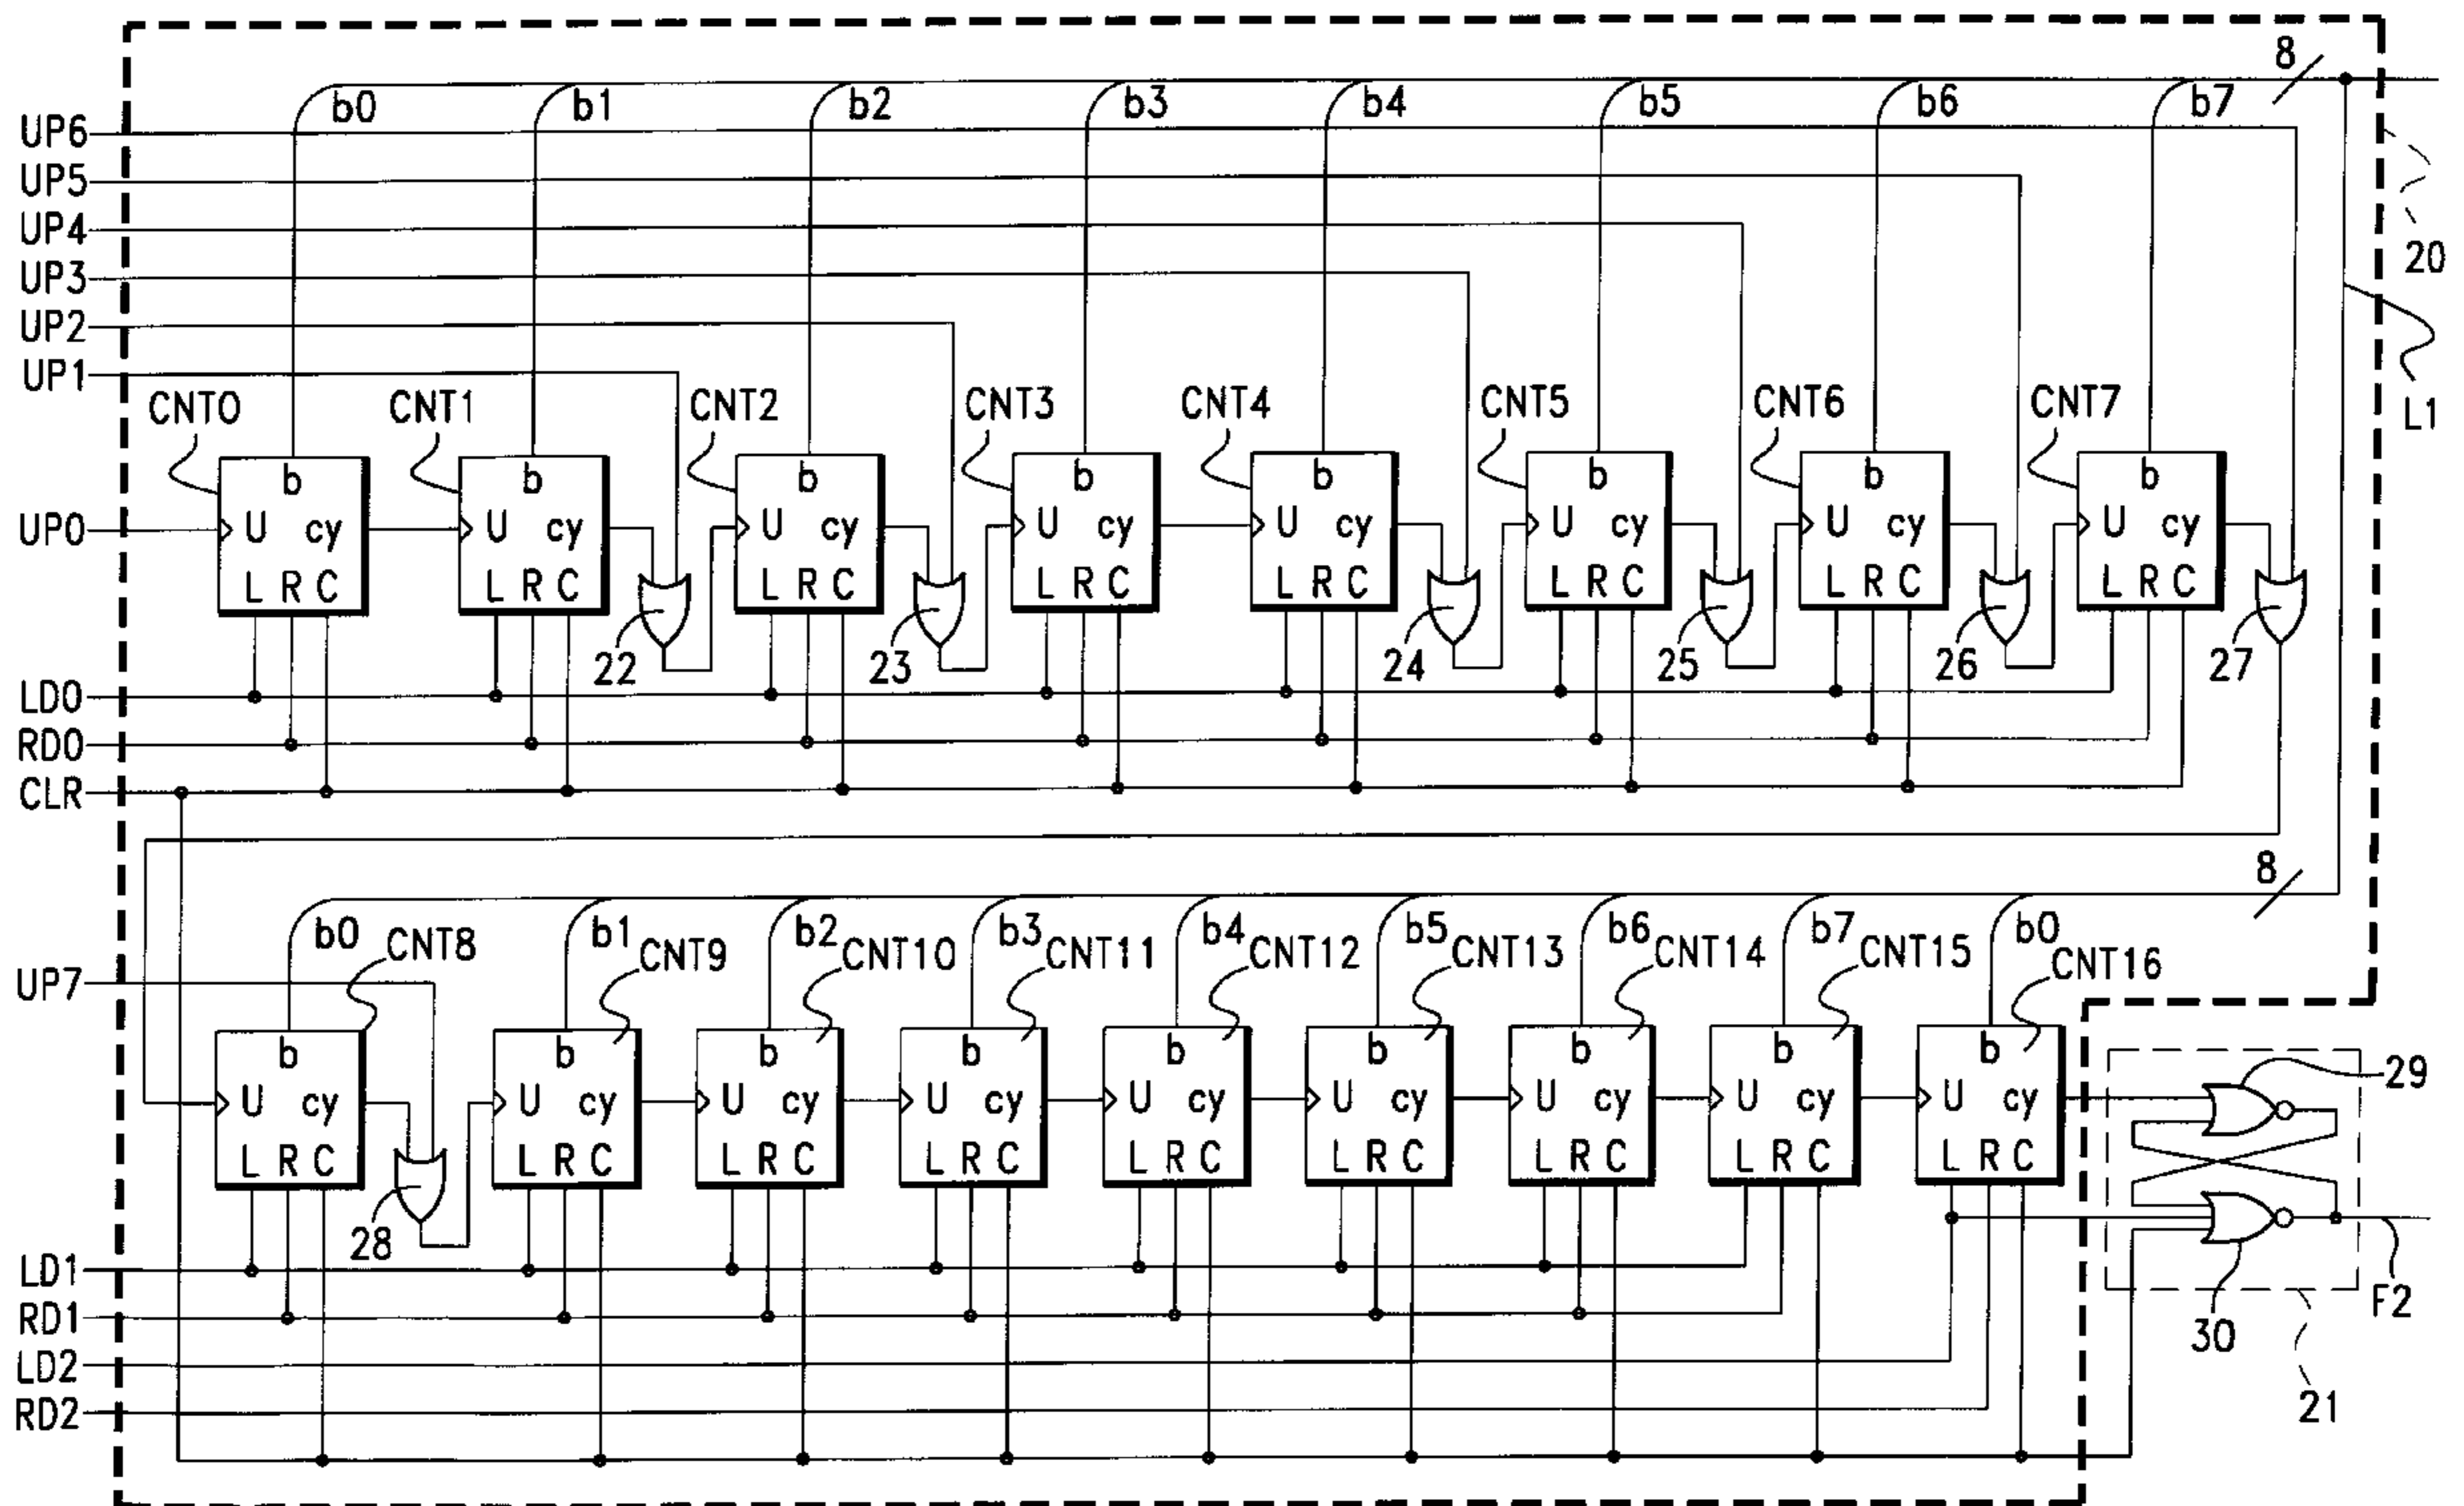 8
b0 b1 b2 b3 b4 b5 b6 b7
UP6
UP5
UP4
20
UP3
UP2
UP1
CNT0 CNT1 CNT2 CNT3 CNT4 CNT5 CNT6 CNT7
L1
b b b b b b b b
UP0
U cy U cy U cy U cy U cy U cy U cy U cy
L R C L R C L R C L R C L R C L R C L R C L R C
22 23 24 25 26 27
LD0
RD0
CLR
8
b0 b1 b2 b3 b4 b5 b6 b7 b0
CNT8 CNT9 CNT10 CNT11 CNT12 CNT13 CNT14 CNT15 CNT16
UP7
b b b b b b b b b
29
U cy U cy U cy U cy U cy U cy U cy U cy U cy
L R C L R C L R C L R C L R C L R C L R C L R C L R C
28
LD1
RD1
F2
30
LD2
RD2
21